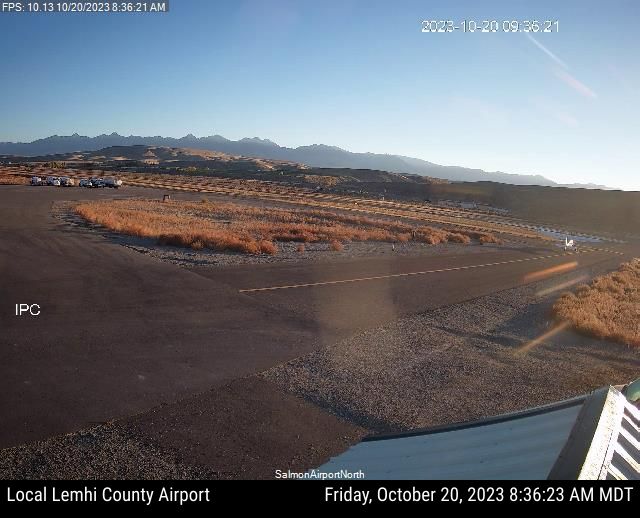 FPS: 10.13 10/20/2023 8:36:21 AM
2023-10-20 09:36:21
IPC
SalmonAirportNorth
Local Lemhi County Airport Friday, October 20, 2023 8:36:23 AM MDT